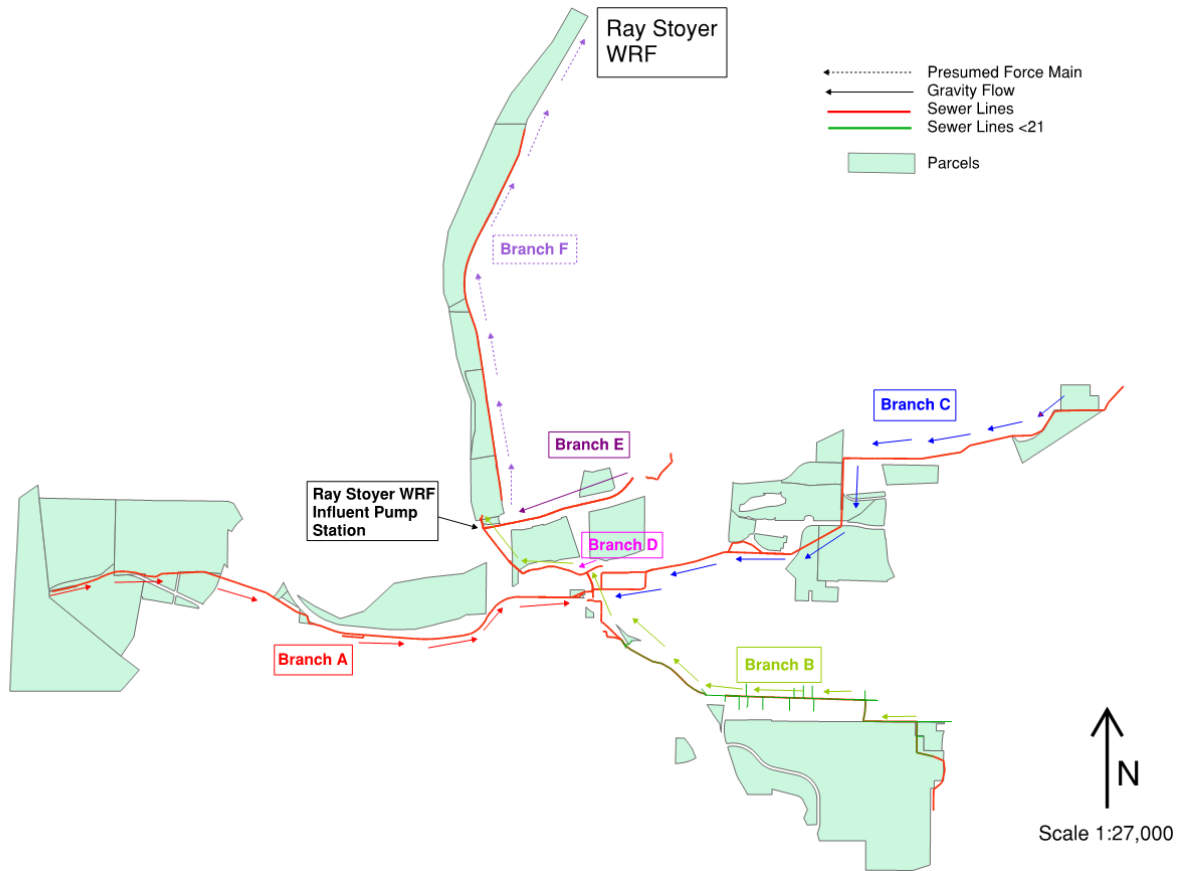 Ray Stoyer
WRF
Presumed Force Main
Gravity Flow
Sewer Lines
Sewer Lines <21
Parcels
Branch F
Branch C
Branch E
Ray Stoyer WRF
Influent Pump
Station
Branch D
Branch A
Branch B
N
Scale 1:27,000